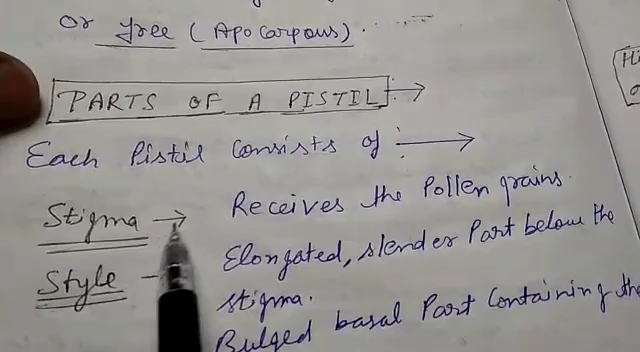 Or free (Apocarpous).
PARTS OF A PISTIL :→
Each Pistil consists of :→
Stigma → Receives the Pollen grains.
Style – Elongated, slender Part below the
stigma.
Bulged basal Part Containing the